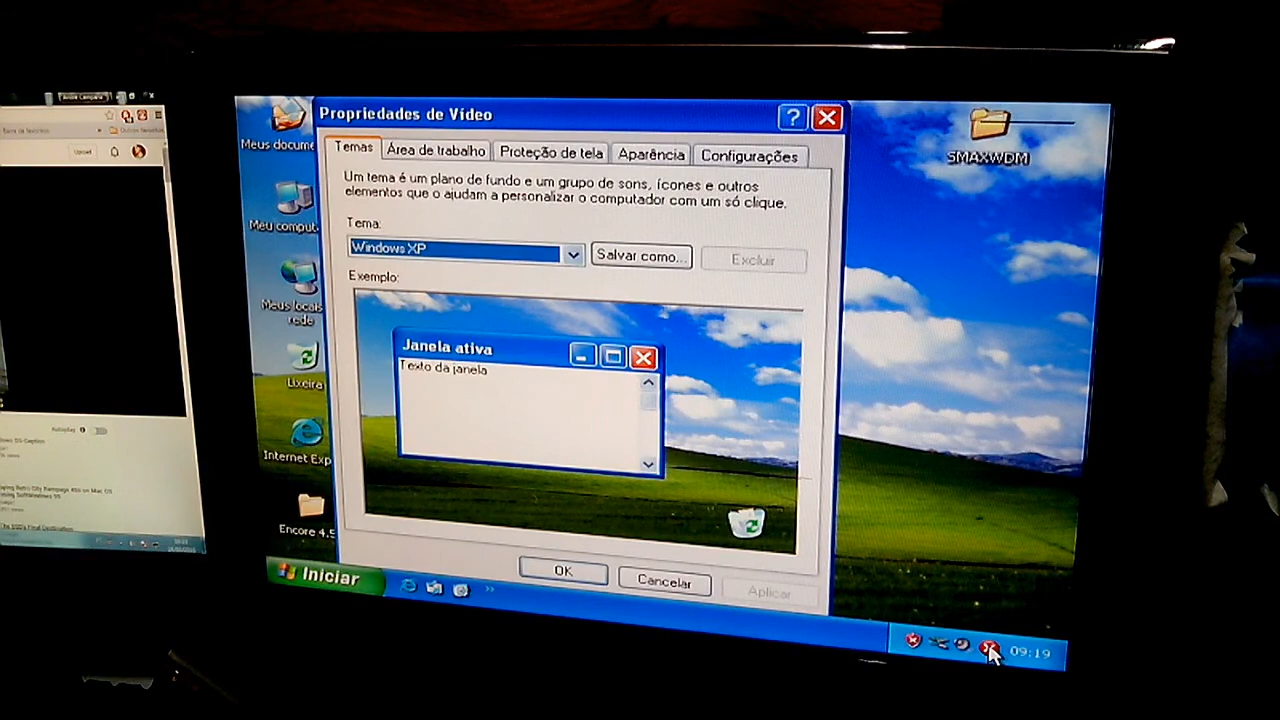 Propriedades de Vídeo
Temas
Área de trabalho
Proteção de tela
Aparência
Configurações
Um tema é um plano de fundo e um grupo de sons, ícones e outros
elementos que o ajudam a personalizar o computador com um só clique.
Tema:
Windows XP
Salvar como...
Excluir
Exemplo:
Janela ativa
Texto da janela
OK
Cancelar
Aplicar
Meus docume
Meu comput
Meus locais
rede
Lixeira
Internet Exp
Encore 4.5
SMAXWDM
Iniciar
09:19
Upload
Autoplay